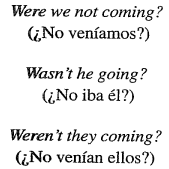 Were we not coming?
(¿No veníamos?)
Wasn't he going?
(¿No iba él?)
Weren't they coming?
(¿No venían ellos?)